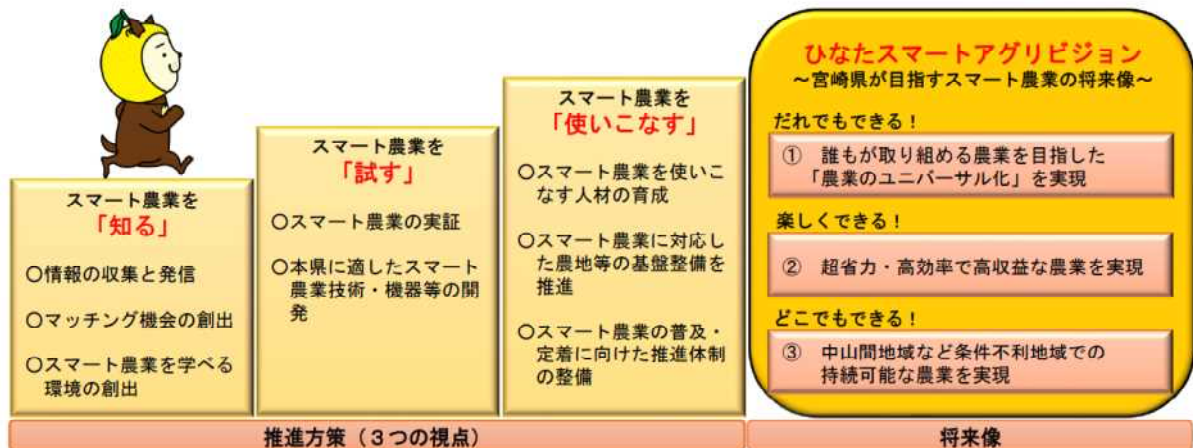 スマート農業を
「知る」
○情報の収集と発信
○マッチング機会の創出
○スマート農業を学べる
環境の創出
スマート農業を
「試す」
○スマート農業の実証
○本県に適したスマート
農業技術・機器等の開
発
スマート農業を
「使いこなす」
○スマート農業を使いこ
なす人材の育成
○スマート農業に対応し
た農地等の基盤整備を
推進
○スマート農業の普及・
定着に向けた推進体制
の整備
推進方策(3つの視点)
ひなたスマートアグリビジョン
~宮崎県が目指すスマート農業の将来像~
だれでもできる!
① 誰もが取り組める農業を目指した
「農業のユニバーサル化」を実現
楽しくできる!
② 超省力・高効率で高収益な農業を実現
どこでもできる!
③ 中山間地域など条件不利地域での
持続可能な農業を実現
将来像